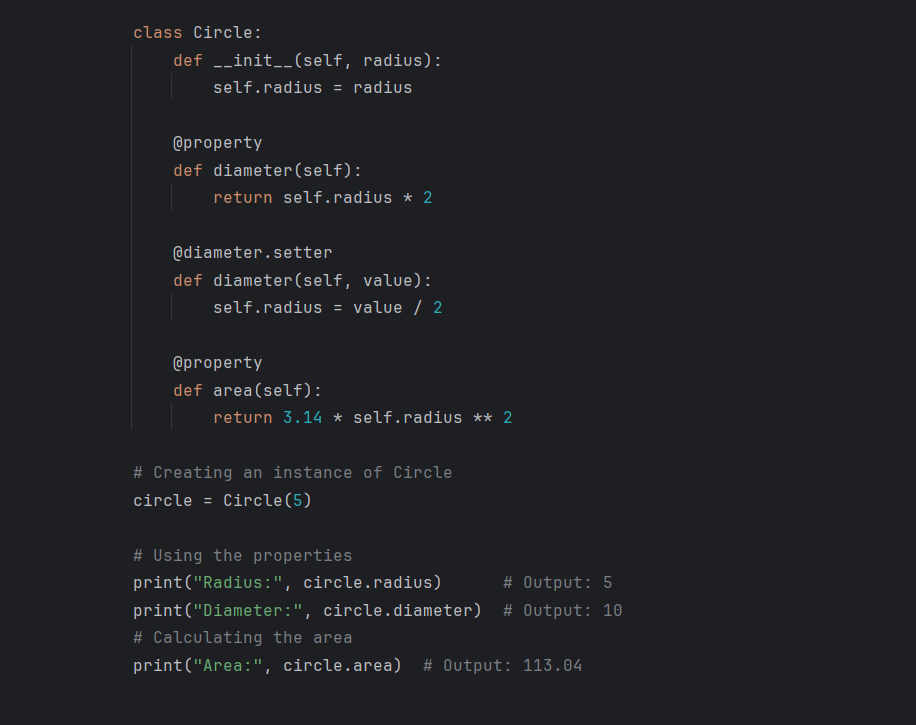 class Circle:
    def __init__(self, radius):
        self.radius = radius

    @property
    def diameter(self):
        return self.radius * 2

    @diameter.setter
    def diameter(self, value):
        self.radius = value / 2

    @property
    def area(self):
        return 3.14 * self.radius ** 2

# Creating an instance of Circle
circle = Circle(5)

# Using the properties
print("Radius:", circle.radius)      # Output: 5
print("Diameter:", circle.diameter)  # Output: 10
# Calculating the area
print("Area:", circle.area)  # Output: 113.04